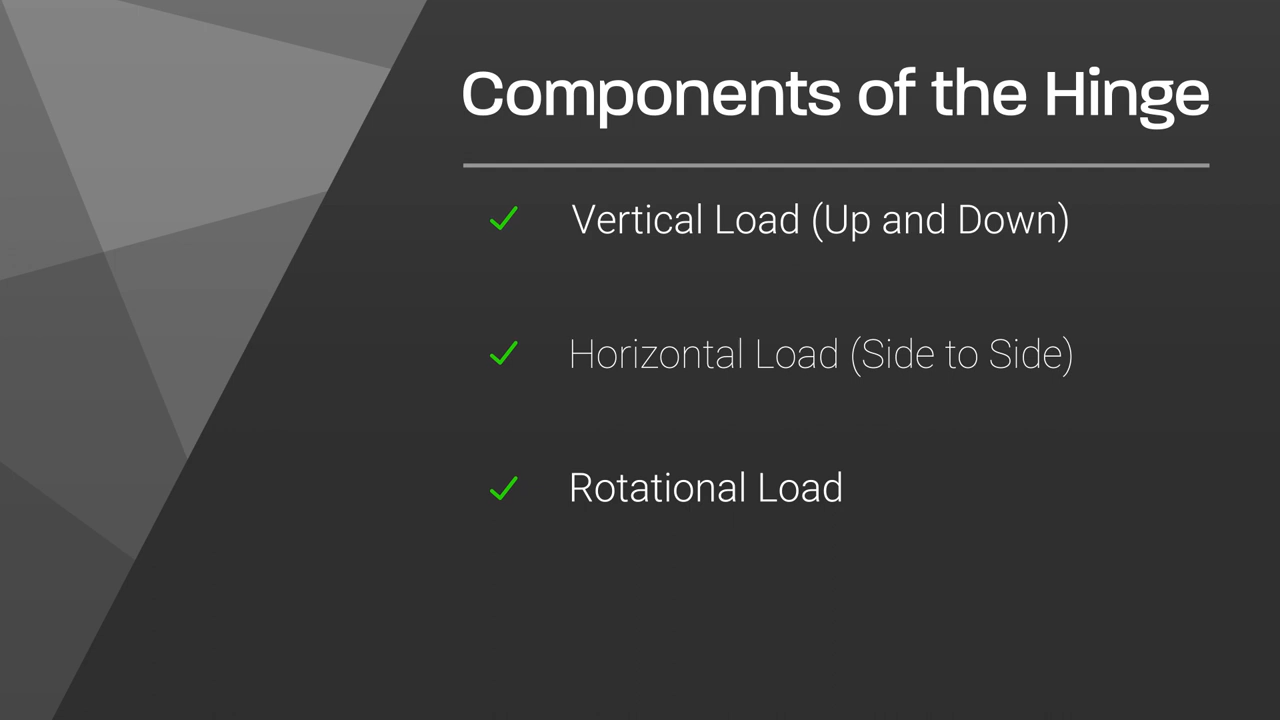 Components of the Hinge
Vertical Load (Up and Down)
Horizontal Load (Side to Side)
Rotational Load